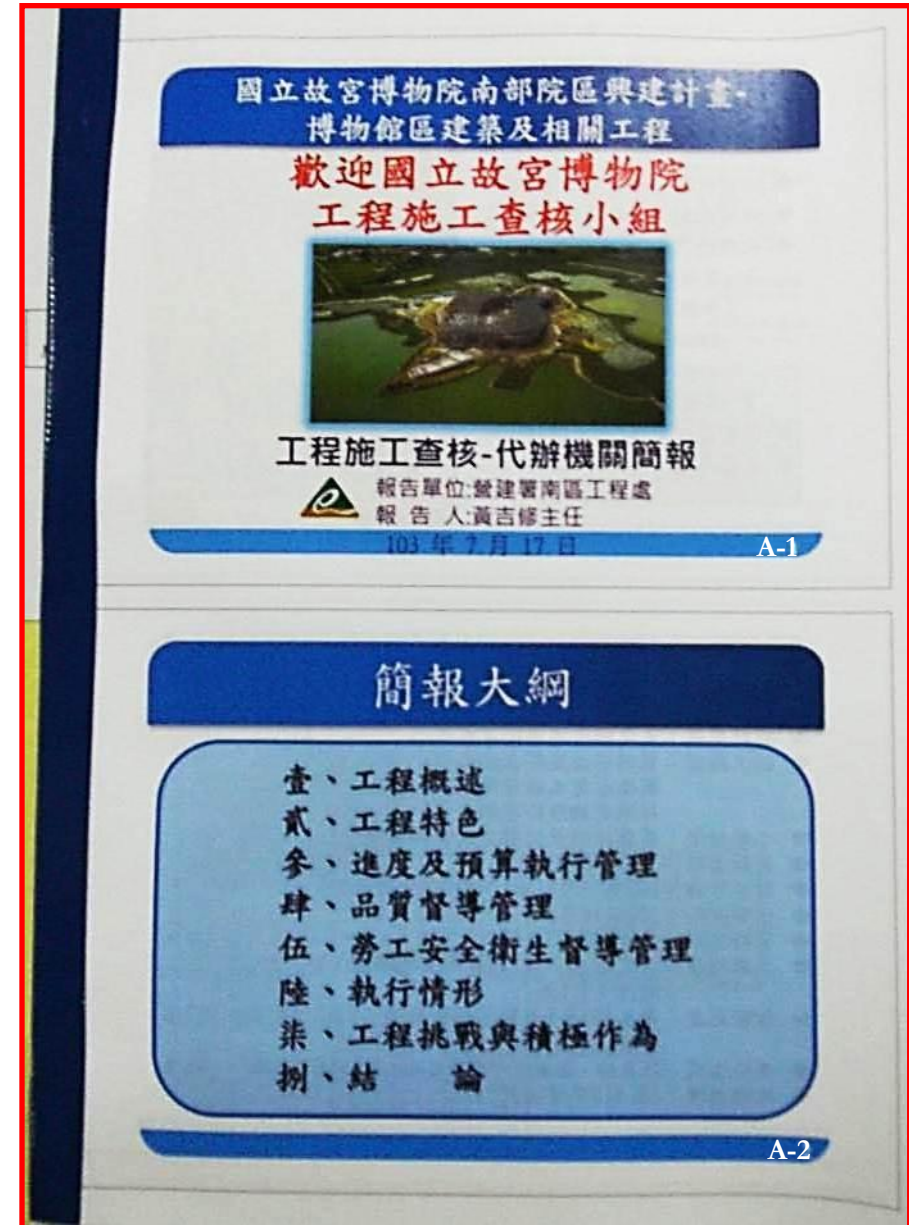 國立故宮博物院南部院區興建計畫-
博物館區建築及相關工程
歡迎國立故宮博物院
工程施工查核小組
工程施工查核-代辦機關簡報
報告單位:營建署南區工程處
報 告 人:黃吉修主任
103 年 7 月 17 日
A-1
簡報大綱
壹、工程概述
貳、工程特色
參、進度及預算執行管理
肆、品質督導管理
伍、勞工安全衛生督導管理
陸、執行情形
柒、工程挑戰與積極作為
捌、結 論
A-2